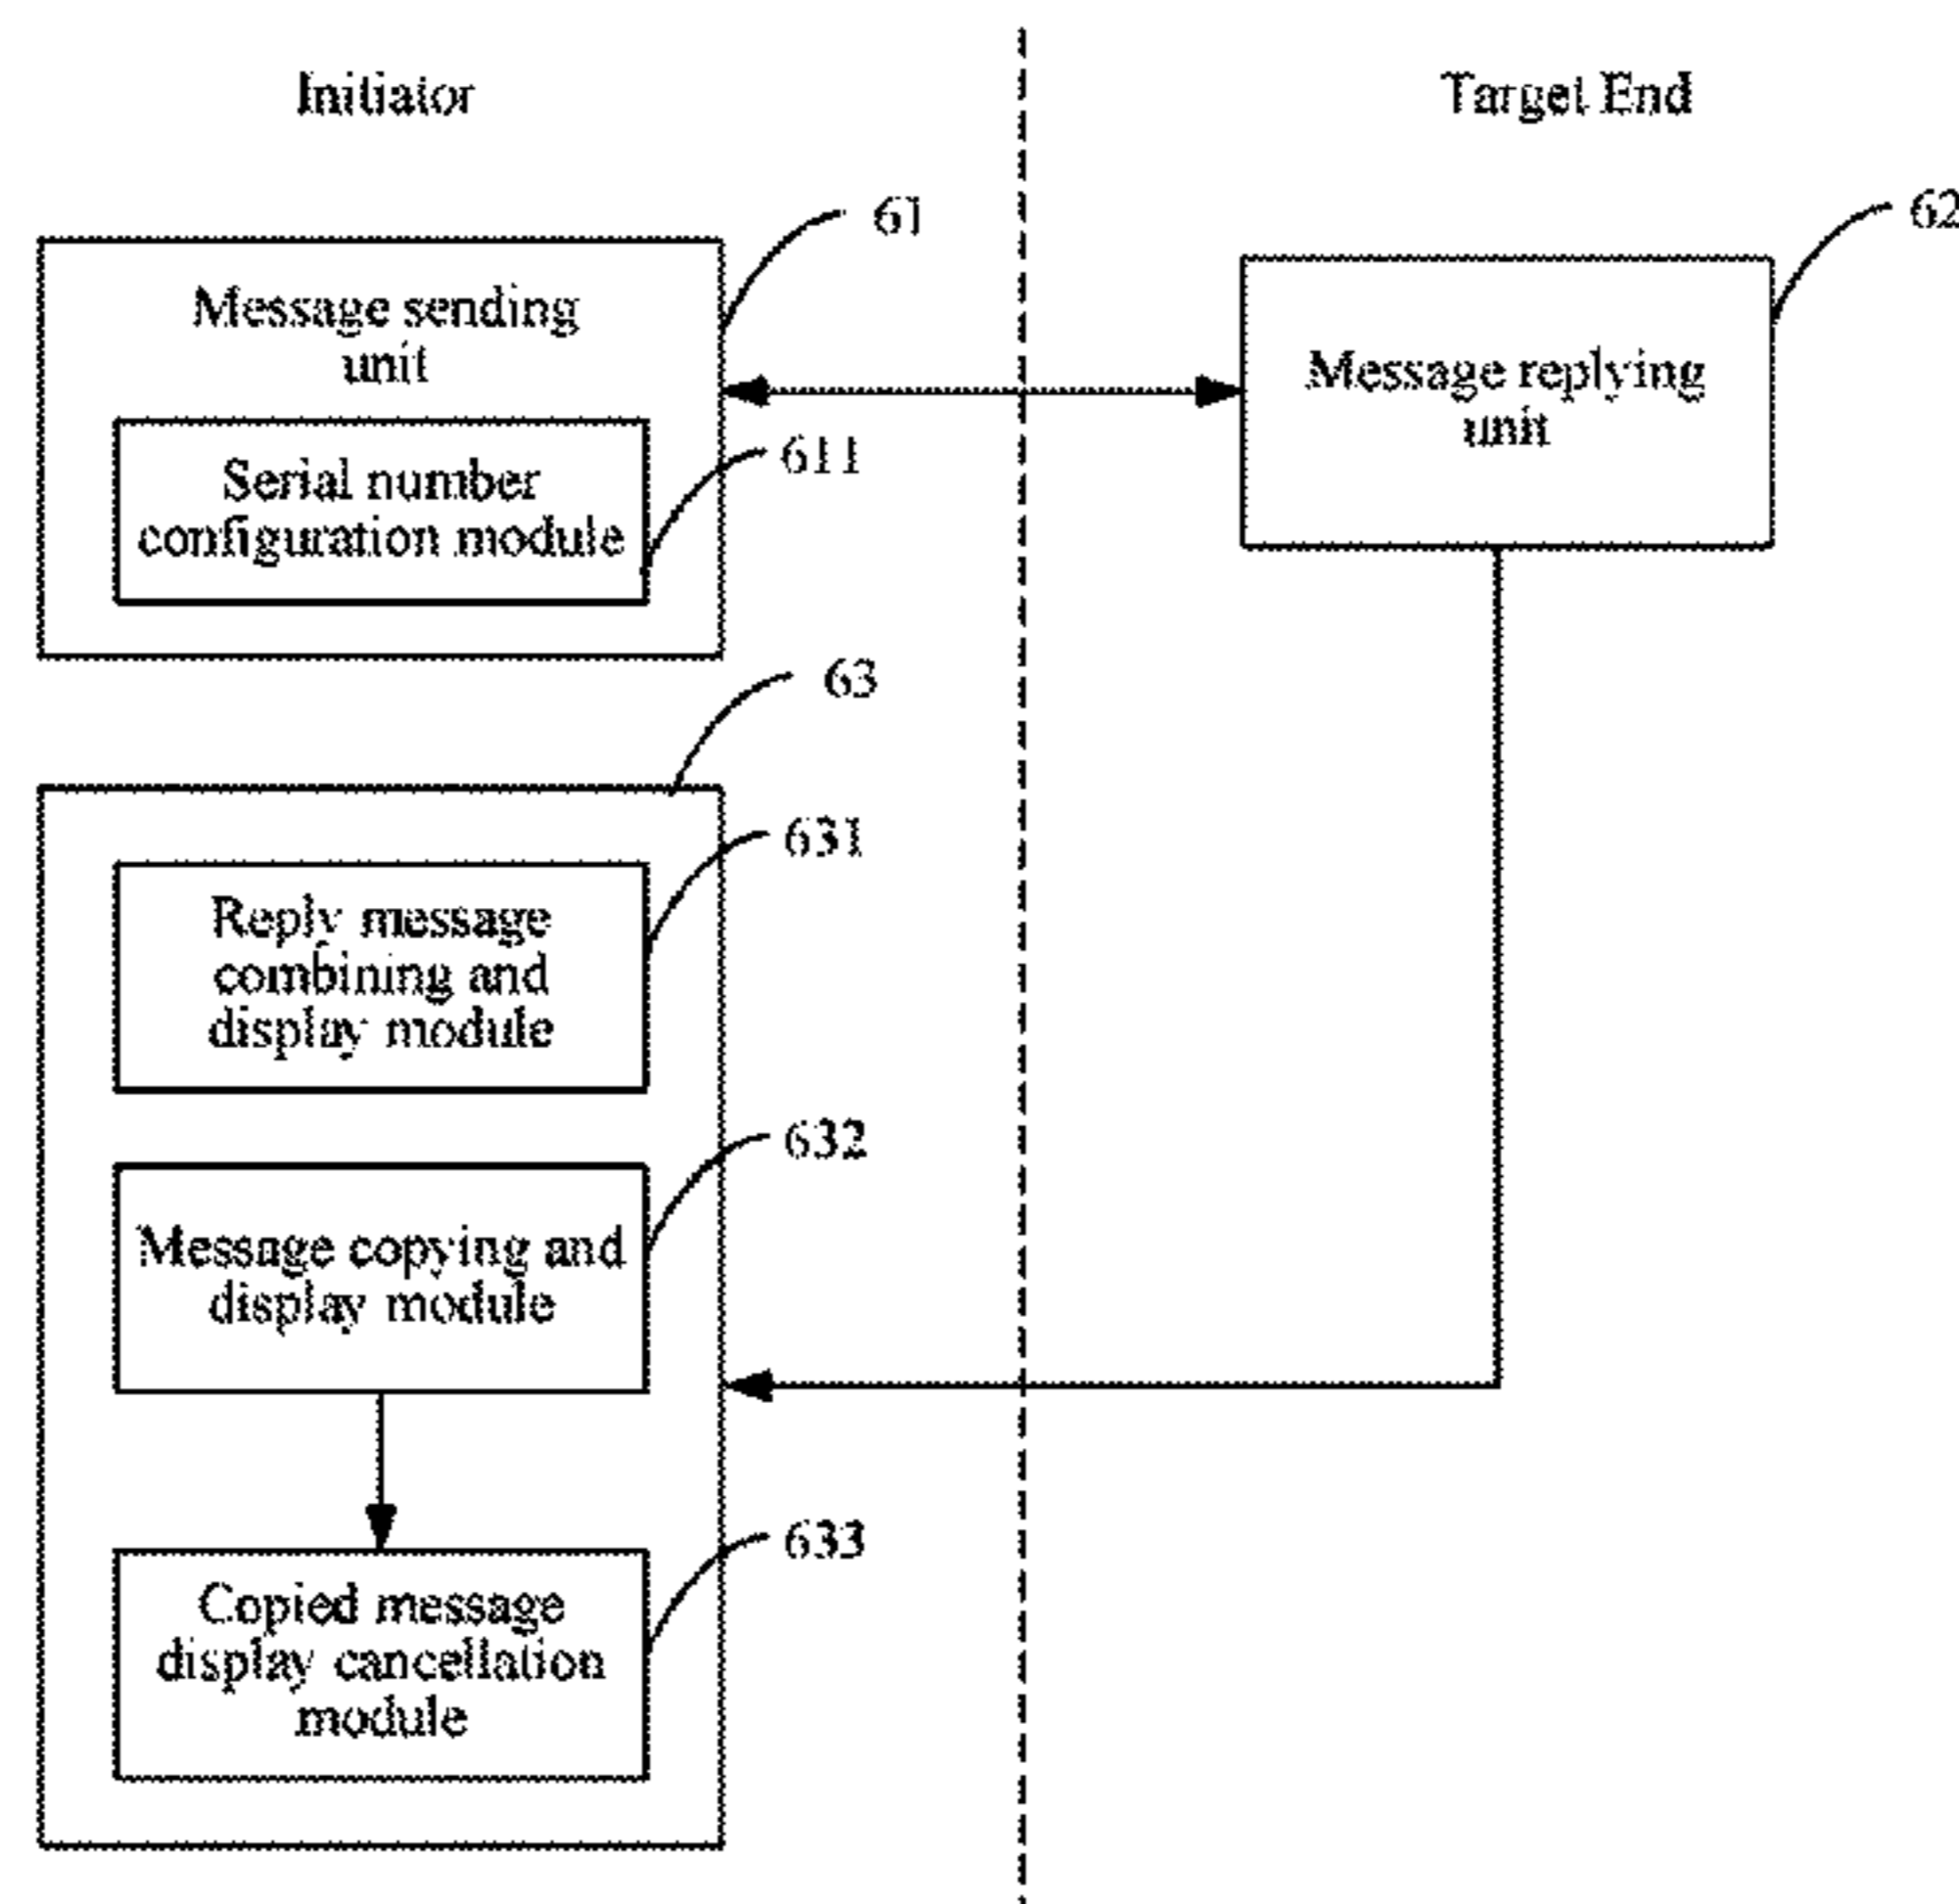 Initiator
Target End
61
62
Message sending
unit
Message replying
unit
611
Serial number
configuration module
63
631
Reply message
combining and
display module
632
Message copying and
display module
633
Copied message
display cancellation
module